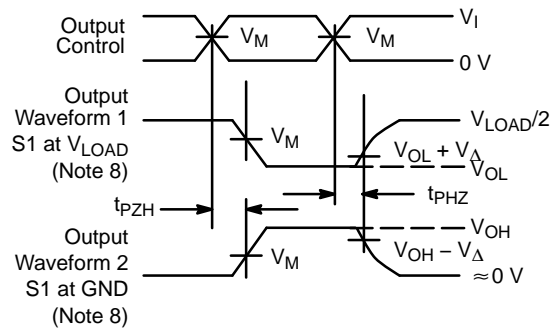 Output
Control
V_M
V_M
V_I
0 V
Output
Waveform 1
S1 at V_LOAD
(Note 8)
V_M
V_LOAD/2
V_OL + V_Δ
V_OL
t_PZH
t_PHZ
Output
Waveform 2
S1 at GND
(Note 8)
V_M
V_OH
V_OH − V_Δ
≈0 V